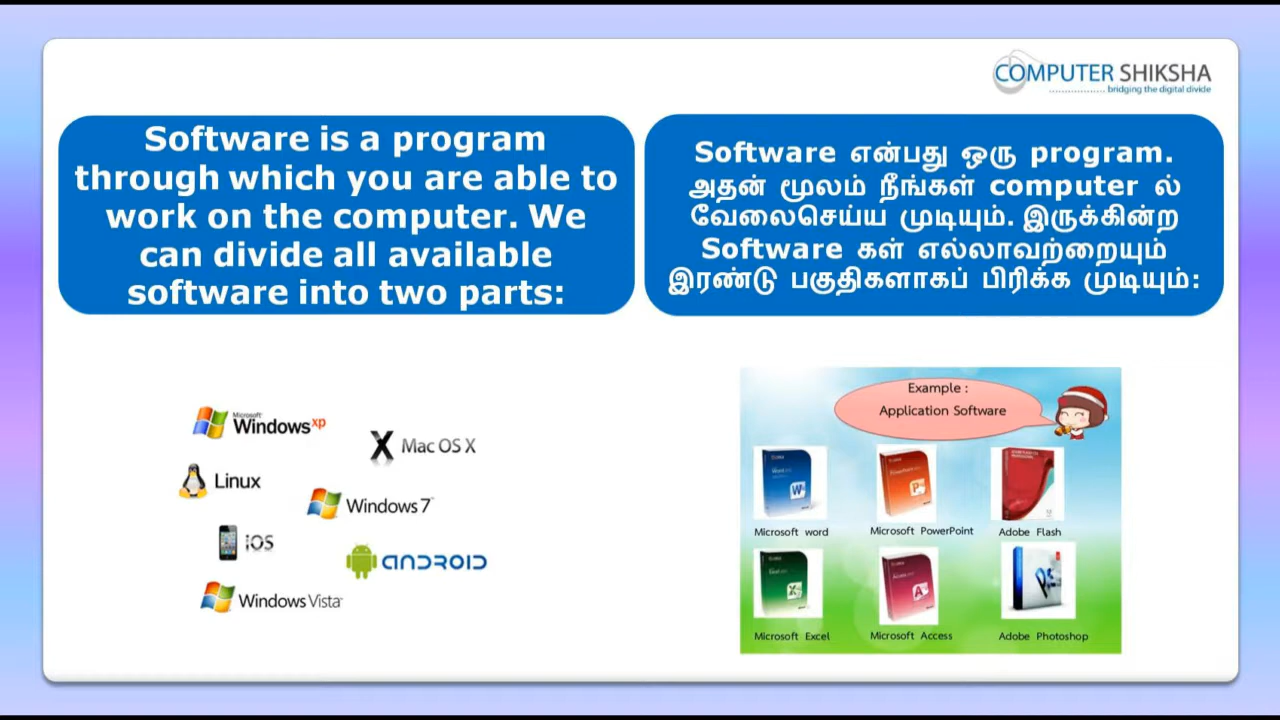 COMPUTER SHIKSHA
bridging the digital divide
Software is a program
through which you are able to
work on the computer. We
can divide all available
software into two parts:
Software என்பது ஒரு program.
அதன் மூலம் நீங்கள் computer ல்
வேலைசெய்ய முடியும். இருக்கின்ற
Software கள் எல்லாவற்றையும்
இரண்டு பகுதிகளாகப் பிரிக்க முடியும்:
Microsoft
Windows xp
Mac OS X
Linux
Windows 7
iOS
ANDROID
Windows Vista
Example :
Application Software
Microsoft word
Microsoft PowerPoint
Adobe Flash
Microsoft Excel
Microsoft Access
Adobe Photoshop